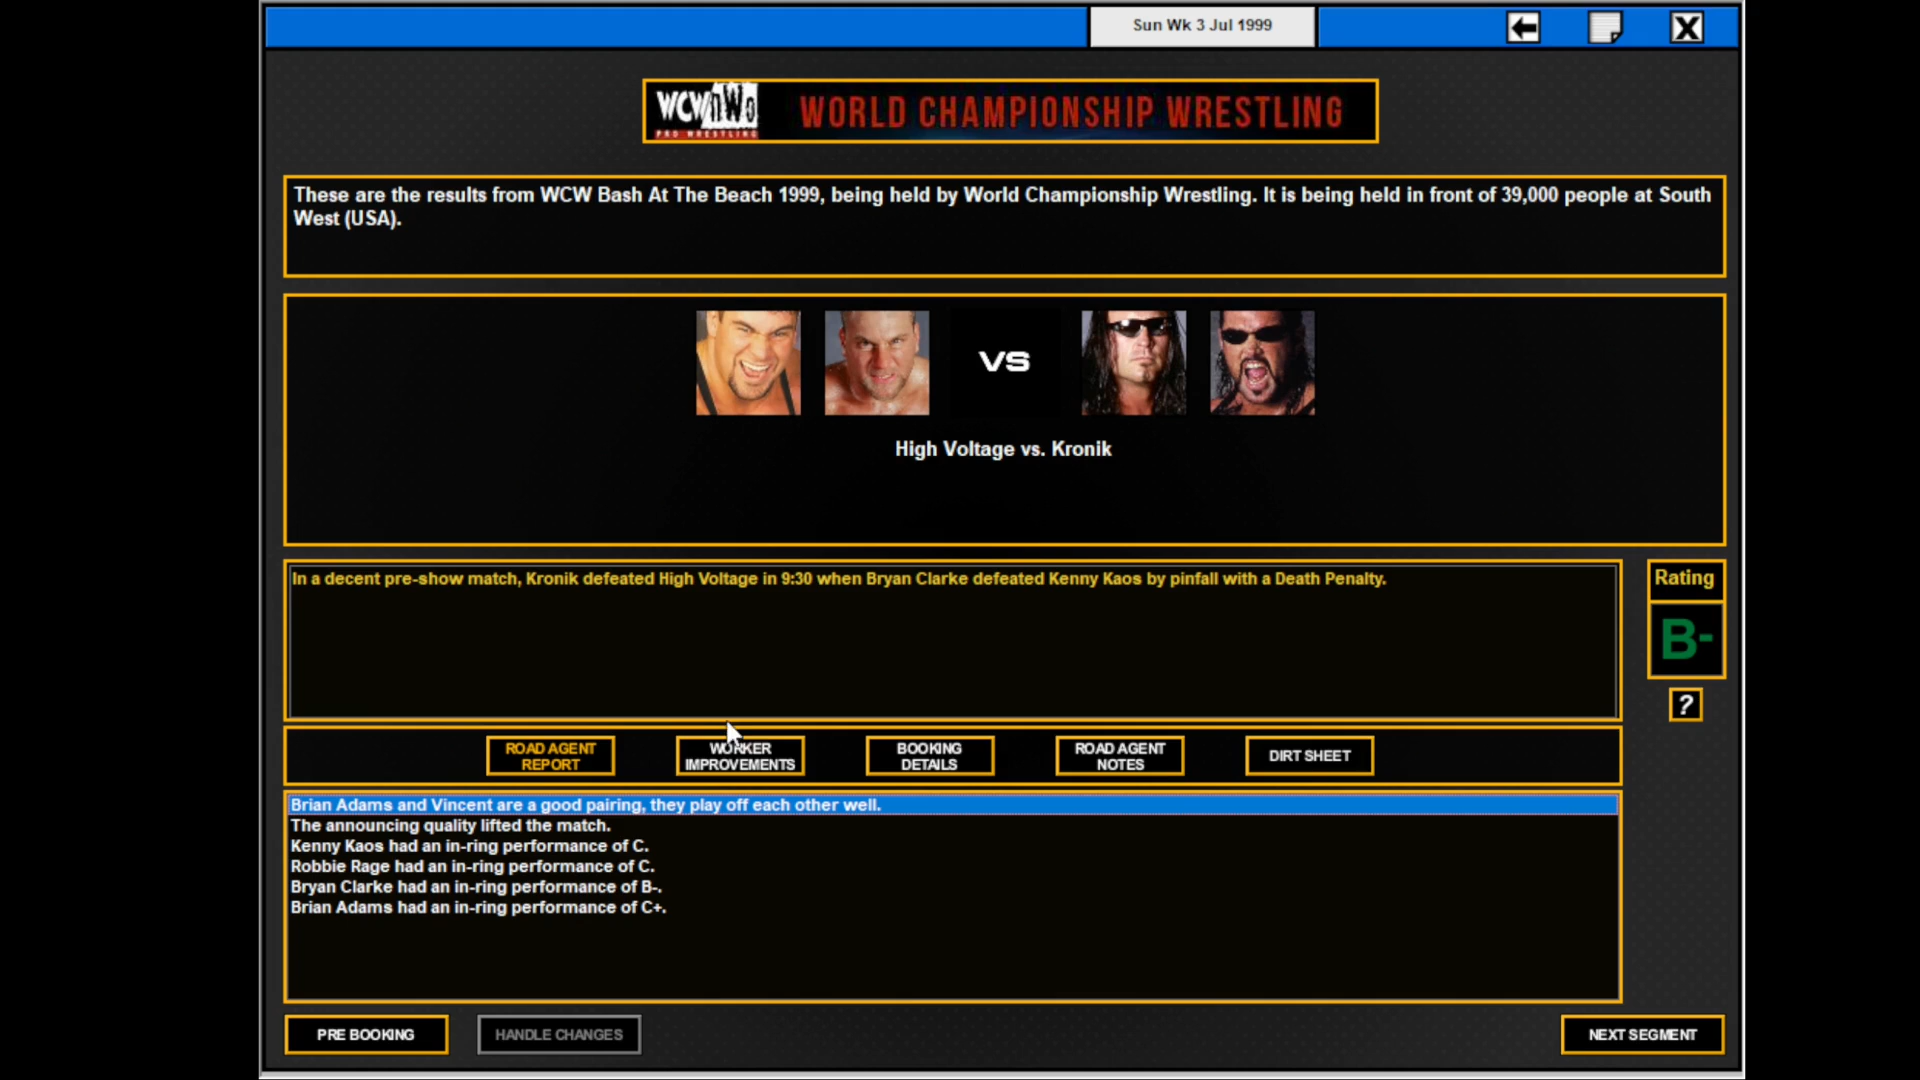 Sun Wk 3 Jul 1999
WCW nWo
PRO WRESTLING
WORLD CHAMPIONSHIP WRESTLING
These are the results from WCW Bash At The Beach 1999, being held by World Championship Wrestling. It is being held in front of 39,000 people at South
West (USA).
VS
High Voltage vs. Kronik
In a decent pre-show match, Kronik defeated High Voltage in 9:30 when Bryan Clarke defeated Kenny Kaos by pinfall with a Death Penalty.
Rating
B-
?
ROAD AGENT
REPORT
WORKER
IMPROVEMENTS
BOOKING
DETAILS
ROAD AGENT
NOTES
DIRT SHEET
Brian Adams and Vincent are a good pairing, they play off each other well.
The announcing quality lifted the match.
Kenny Kaos had an in-ring performance of C.
Robbie Rage had an in-ring performance of C.
Bryan Clarke had an in-ring performance of B-.
Brian Adams had an in-ring performance of C+.
PRE BOOKING
HANDLE CHANGES
NEXT SEGMENT